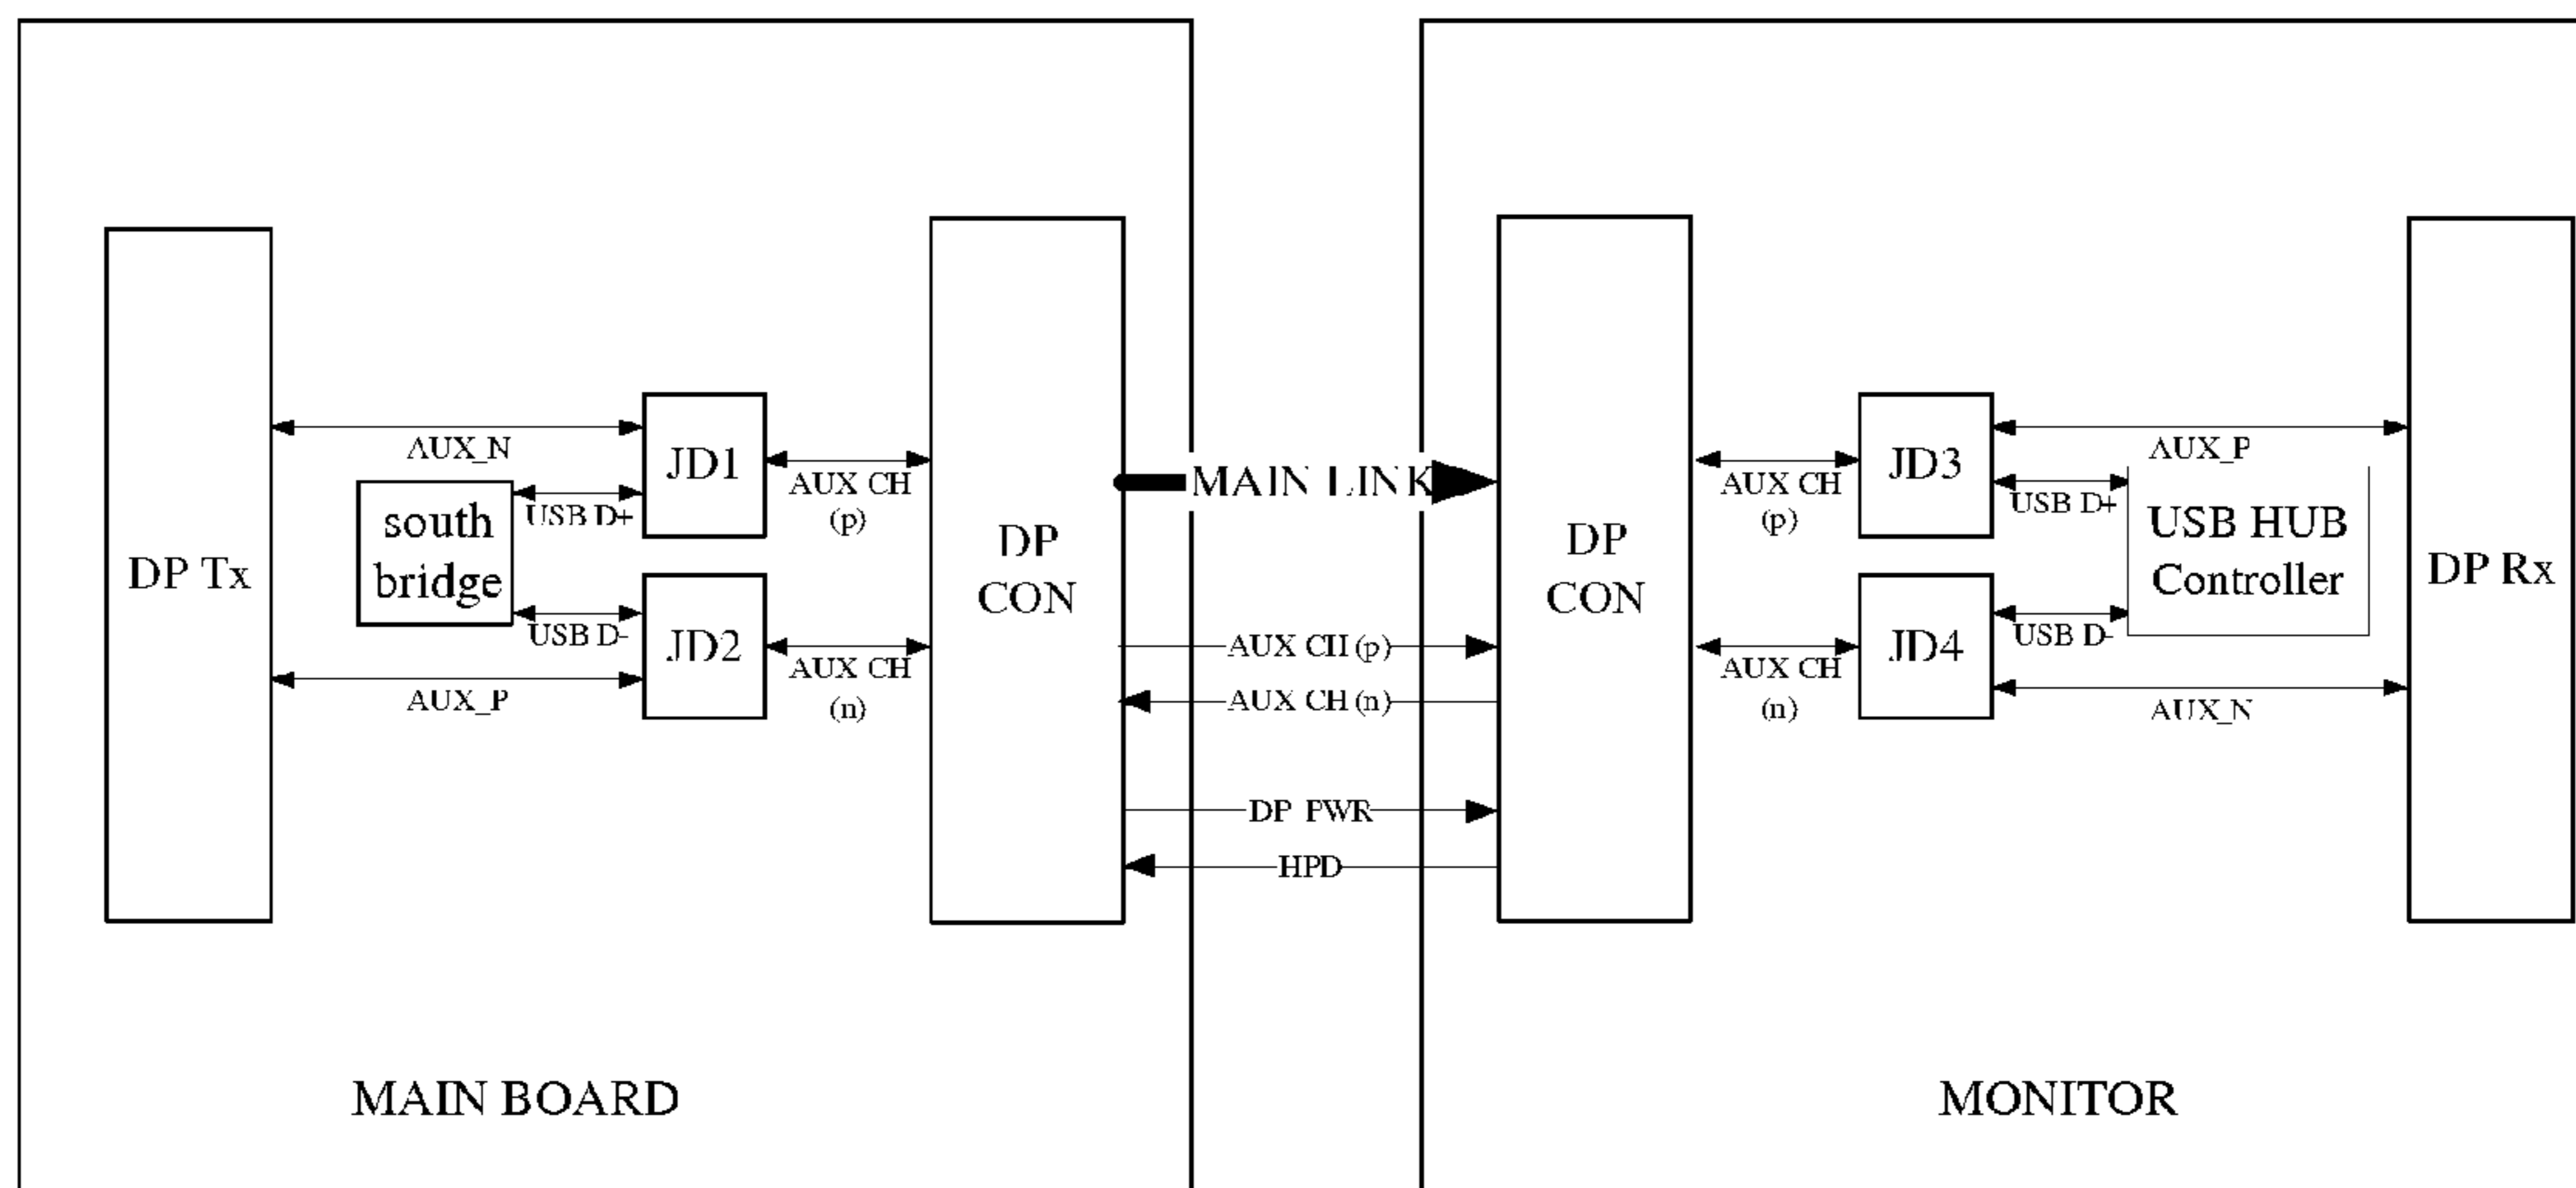 DP Tx
AUX_N
south
bridge
USB D+
USB D-
AUX_P
JD1
JD2
AUX CH
(p)
AUX CH
(n)
DP
CON
MAIN LINK
AUX CH (p)
AUX CH (n)
DP PWR
HPD
DP
CON
AUX CH
(p)
AUX CH
(n)
JD3
JD4
AUX_P
USB D+
USB HUB
Controller
USB D-
AUX_N
DP Rx
MAIN BOARD
MONITOR